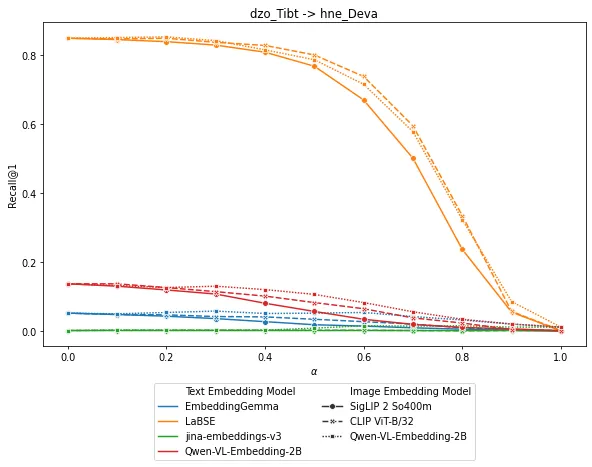 dzo_Tibt -> hne_Deva
Recall@1
0.8
0.6
0.4
0.2
0.0
0.0 0.2 0.4 0.6 0.8 1.0
α
Text Embedding Model Image Embedding Model
EmbeddingGemma SigLIP 2 So400m
LaBSE CLIP ViT-B/32
jina-embeddings-v3 Qwen-VL-Embedding-2B
Qwen-VL-Embedding-2B